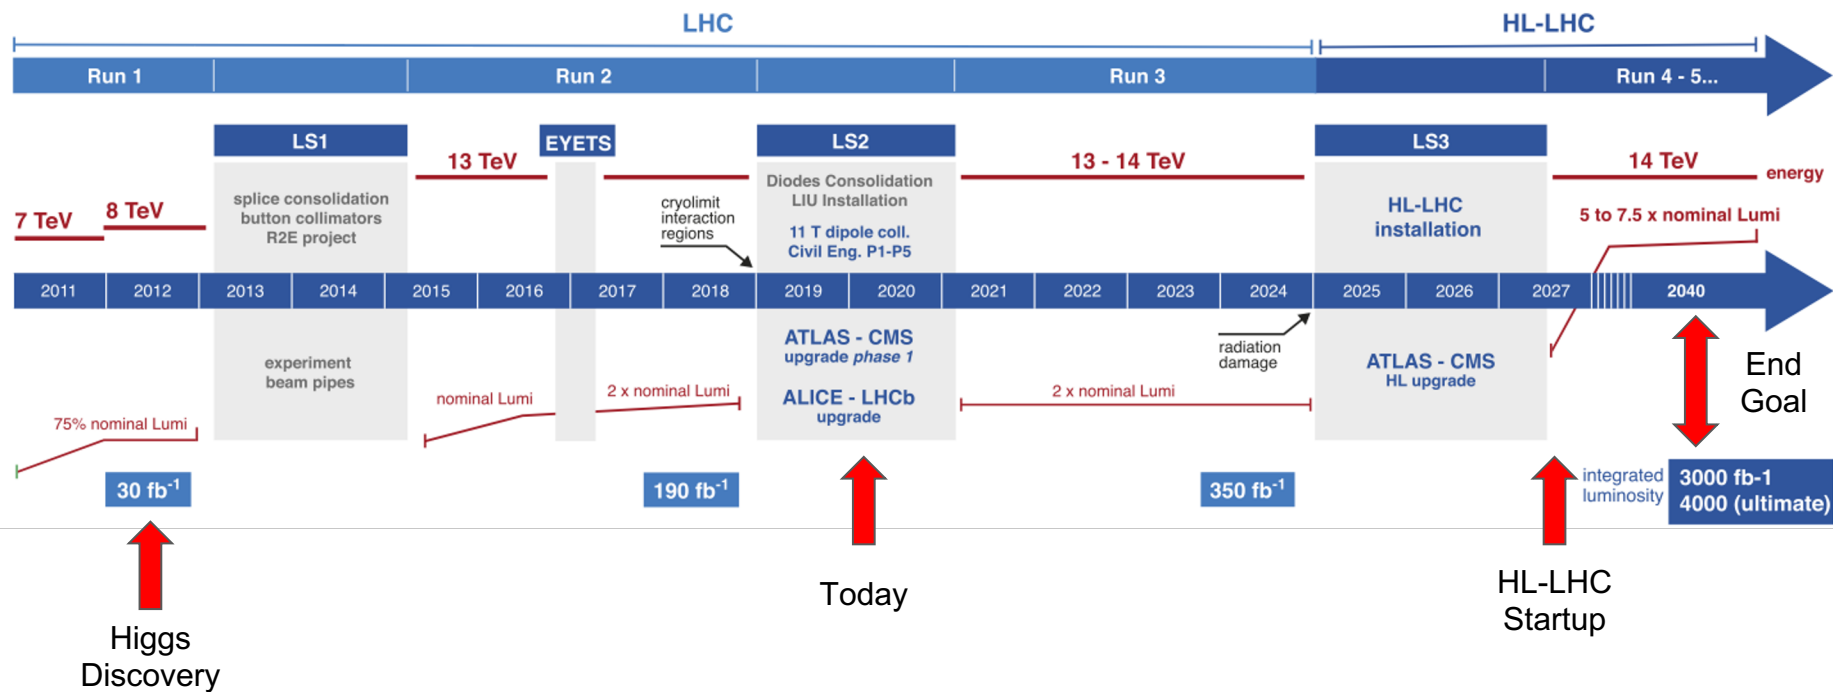 LHC
HL-LHC
Run 1
Run 2
Run 3
Run 4 - 5...
LS1
EYETS
LS2
LS3
13 TeV
13 - 14 TeV
14 TeV
energy
7 TeV
8 TeV
splice consolidation
button collimators
R2E project
cryolimit
interaction
regions
Diodes Consolidation
LIU Installation
11 T dipole coll.
Civil Eng. P1-P5
HL-LHC
installation
5 to 7.5 x nominal Lumi
2011
2012
2013
2014
2015
2016
2017
2018
2019
2020
2021
2022
2023
2024
2025
2026
2027
2040
experiment
beam pipes
ATLAS - CMS
upgrade phase 1
ALICE - LHCb
upgrade
radiation
damage
ATLAS - CMS
HL upgrade
End
Goal
75% nominal Lumi
nominal Lumi
2 x nominal Lumi
2 x nominal Lumi
30 fb-1
190 fb-1
350 fb-1
integrated
luminosity
3000 fb-1
4000 (ultimate)
Higgs
Discovery
Today
HL-LHC
Startup